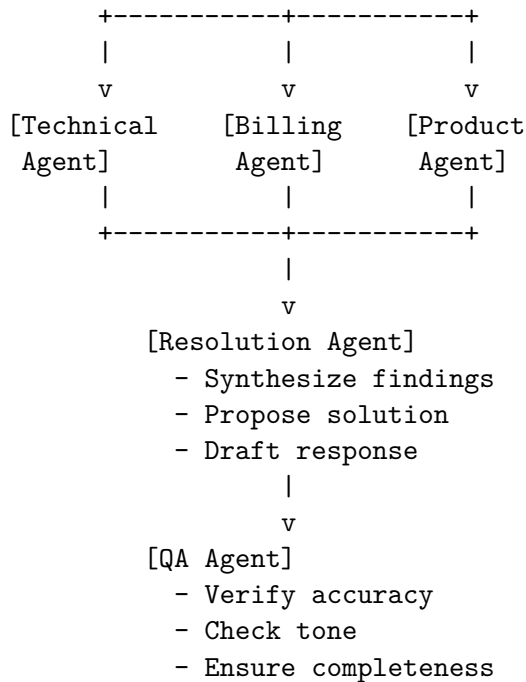 +-----------+-----------+
|           |           |
v           v           v
[Technical    [Billing    [Product
Agent]        Agent]      Agent]
|           |           |
+-----------+-----------+
|
v
[Resolution Agent]
- Synthesize findings
- Propose solution
- Draft response
|
v
[QA Agent]
- Verify accuracy
- Check tone
- Ensure completeness